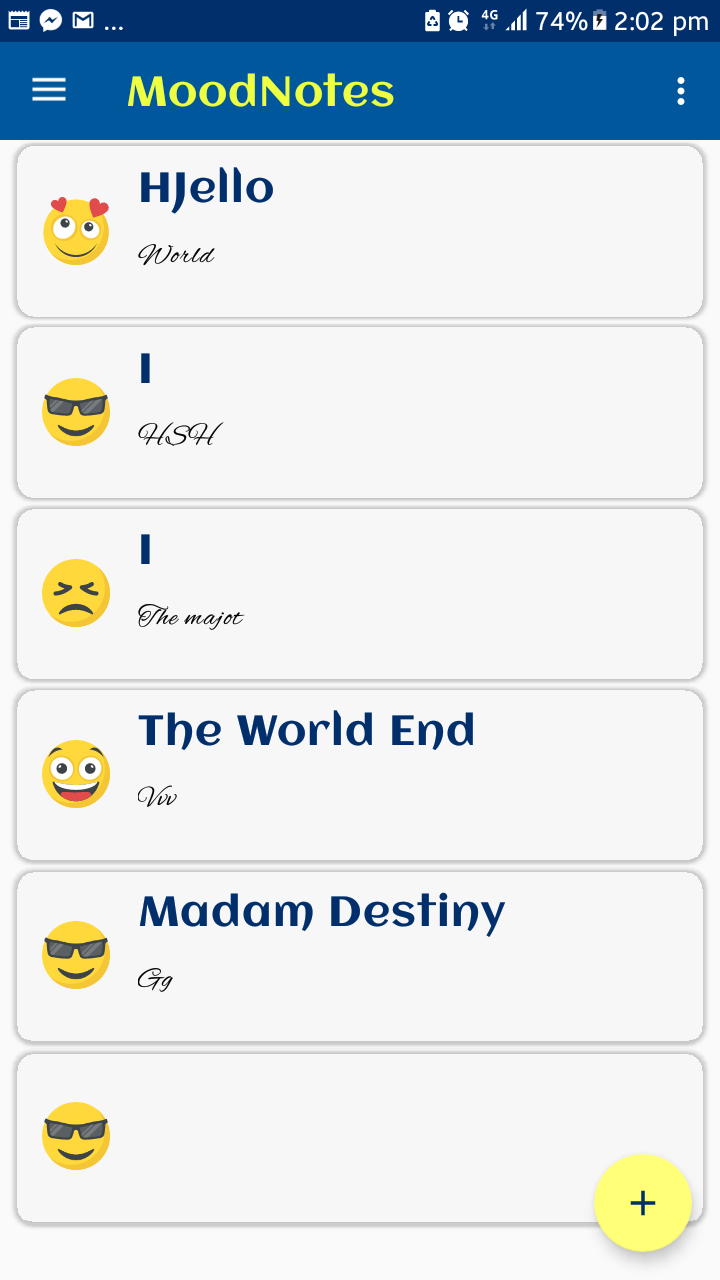 ... 4G 74% 2:02 pm
MoodNotes
HJello
World
I
HSH
I
The majot
The World End
Vvv
Madam Destiny
Gg
+